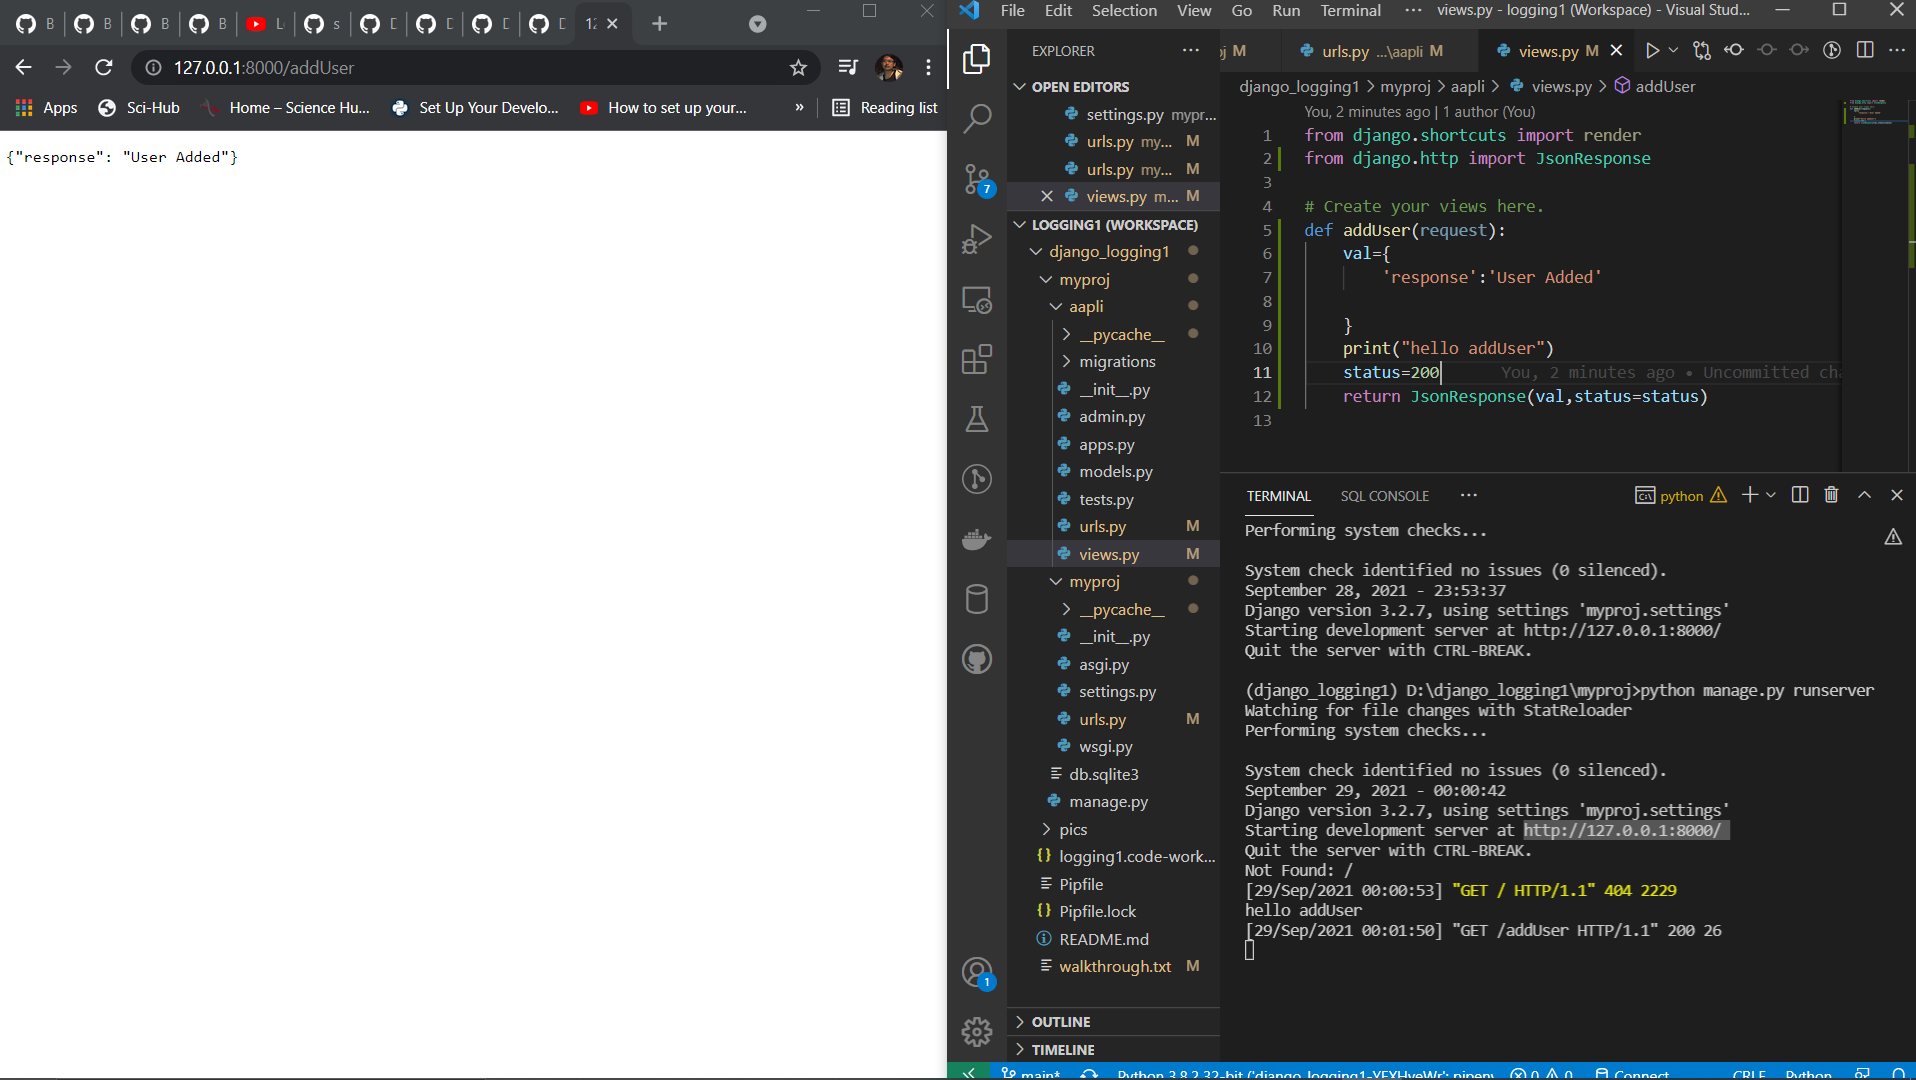 B
B
B
B
L
s
D
D
D
D
12
127.0.0.1:8000/addUser
Apps
Sci-Hub
Home – Science Hu...
Set Up Your Develo...
How to set up your...
»
Reading list
{"response": "User Added"}
File Edit Selection View Go Run Terminal ··· views.py - logging1 (Workspace) - Visual Stud...
EXPLORER
OPEN EDITORS
settings.py mypr...
urls.py my... M
urls.py my... M
views.py m... M
LOGGING1 (WORKSPACE)
django_logging1
myproj
aapli
__pycache__
migrations
__init__.py
admin.py
apps.py
models.py
tests.py
urls.py M
views.py M
myproj
__pycache__
__init__.py
asgi.py
settings.py
urls.py M
wsgi.py
db.sqlite3
manage.py
pics
logging1.code-work...
Pipfile
Pipfile.lock
README.md
walkthrough.txt M
OUTLINE
TIMELINE
7
1
oj M
urls.py ...\aapli M
views.py M
django_logging1 > myproj > aapli > views.py > addUser
You, 2 minutes ago | 1 author (You)
1 from django.shortcuts import render
2 from django.http import JsonResponse
3
4 # Create your views here.
5 def addUser(request):
6 val={
7 'response':'User Added'
8
9 }
10 print("hello addUser")
11 status=200 You, 2 minutes ago • Uncommitted cha
12 return JsonResponse(val,status=status)
13
TERMINAL SQL CONSOLE ··· python
Performing system checks...
System check identified no issues (0 silenced).
September 28, 2021 - 23:53:37
Django version 3.2.7, using settings 'myproj.settings'
Starting development server at http://127.0.0.1:8000/
Quit the server with CTRL-BREAK.
(django_logging1) D:\django_logging1\myproj>python manage.py runserver
Watching for file changes with StatReloader
Performing system checks...
System check identified no issues (0 silenced).
September 29, 2021 - 00:00:42
Django version 3.2.7, using settings 'myproj.settings'
Starting development server at http://127.0.0.1:8000/
Quit the server with CTRL-BREAK.
Not Found: /
[29/Sep/2021 00:00:53] "GET / HTTP/1.1" 404 2229
hello addUser
[29/Sep/2021 00:01:50] "GET /addUser HTTP/1.1" 200 26
main* Python 3.8.2 32-bit ('django_logging1-YFXHveWr': pipenv) 0 0 Connect CRLF Python